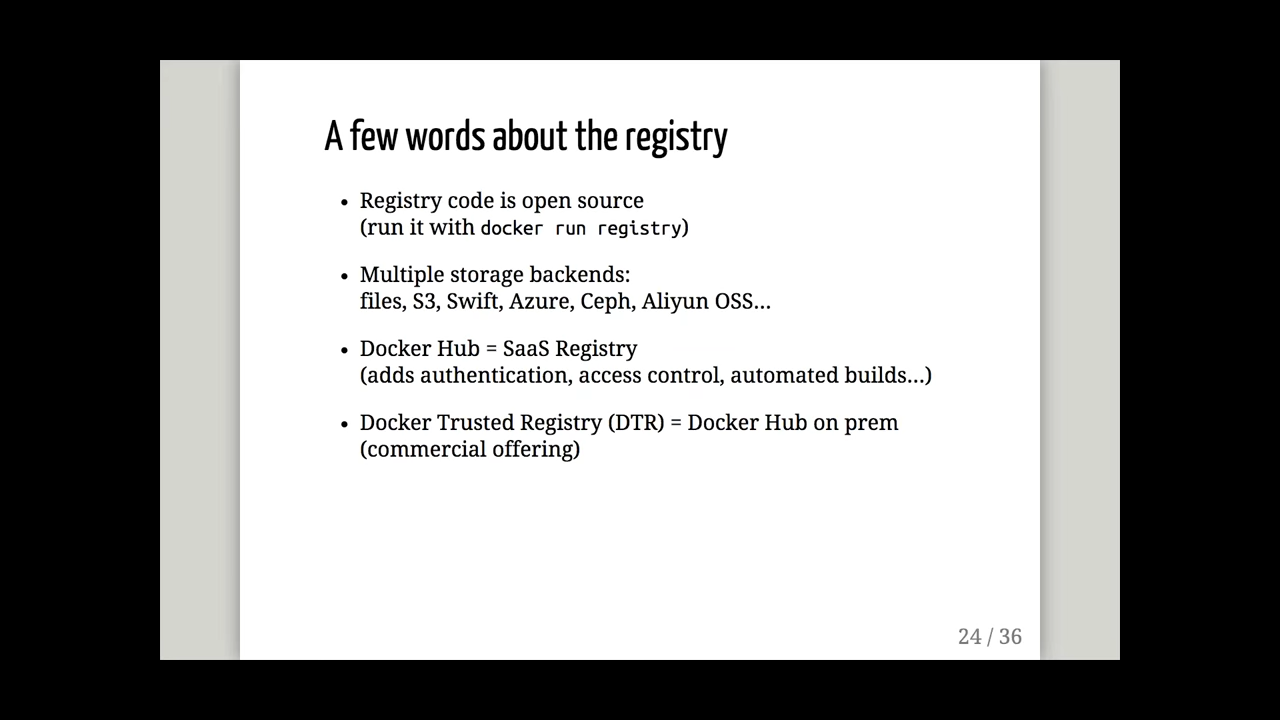 A few words about the registry
• Registry code is open source
(run it with docker run registry)
• Multiple storage backends:
files, S3, Swift, Azure, Ceph, Aliyun OSS...
• Docker Hub = SaaS Registry
(adds authentication, access control, automated builds...)
• Docker Trusted Registry (DTR) = Docker Hub on prem
(commercial offering)
24 / 36